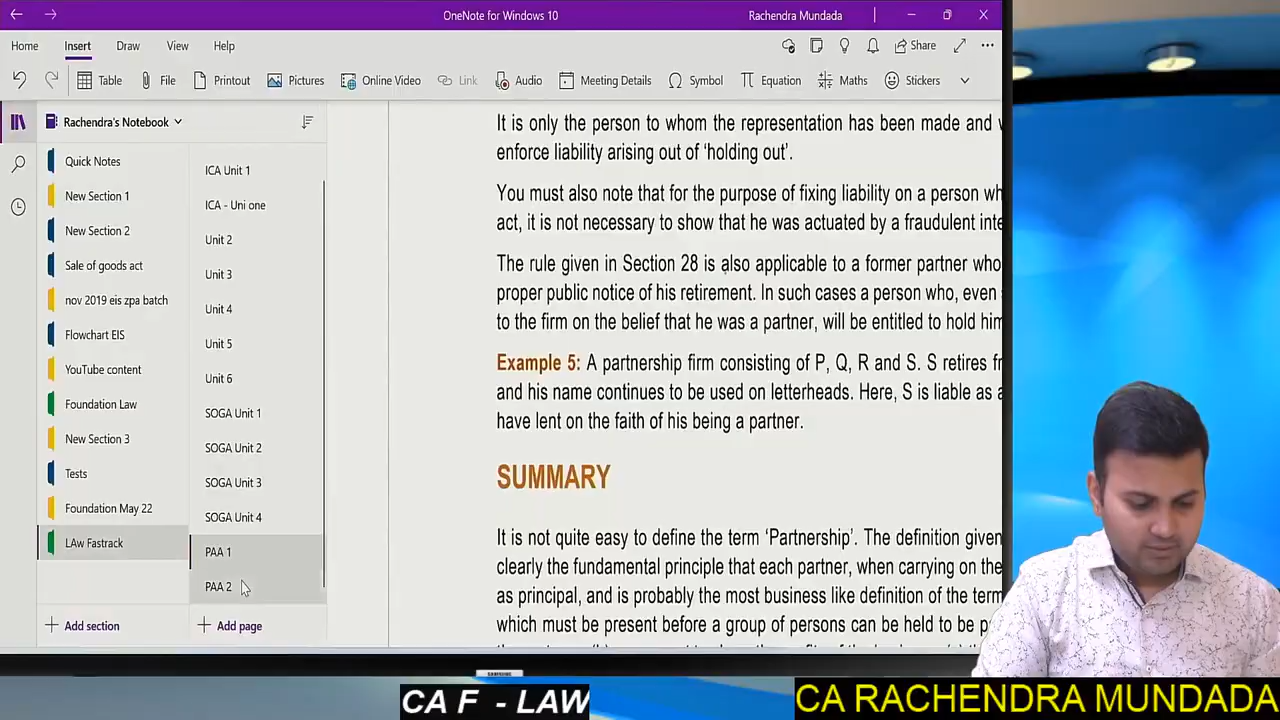 OneNote for Windows 10
Rachendra Mundada
Home
Insert
Draw
View
Help
Share
Table
File
Printout
Pictures
Online Video
Link
Audio
Meeting Details
Symbol
Equation
Maths
Stickers
Rachendra's Notebook
Quick Notes
New Section 1
New Section 2
Sale of goods act
nov 2019 eis zpa batch
Flowchart EIS
YouTube content
Foundation Law
New Section 3
Tests
Foundation May 22
LAw Fastrack
Add section
ICA Unit 1
ICA - Uni one
Unit 2
Unit 3
Unit 4
Unit 5
Unit 6
SOGA Unit 1
SOGA Unit 2
SOGA Unit 3
SOGA Unit 4
PAA 1
PAA 2
Add page
It is only the person to whom the representation has been made and
enforce liability arising out of ‘holding out’.
You must also note that for the purpose of fixing liability on a person
act, it is not necessary to show that he was actuated by a fraudulent
The rule given in Section 28 is also applicable to a former partner who
proper public notice of his retirement. In such cases a person who, even
to the firm on the belief that he was a partner, will be entitled to hold
Example 5: A partnership firm consisting of P, Q, R and S. S retires
and his name continues to be used on letterheads. Here, S is liable as
have lent on the faith of his being a partner.
SUMMARY
It is not quite easy to define the term ‘Partnership’. The definition
clearly the fundamental principle that each partner, when carrying on the
as principal, and is probably the most business like definition of the
which must be present before a group of persons can be held to be
SAMSUNG
CA F - LAW
CA RACHENDRA MUNDADA